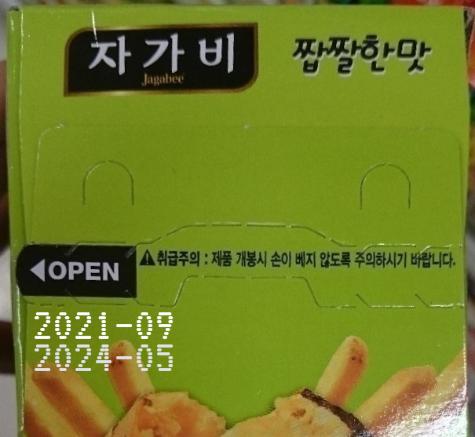 자가비 짭짤한맛
Jagabee
OPEN
⚠취급주의 : 제품 개봉시 손이 베지 않도록 주의하시기 바랍니다.
2021-09
2024-05